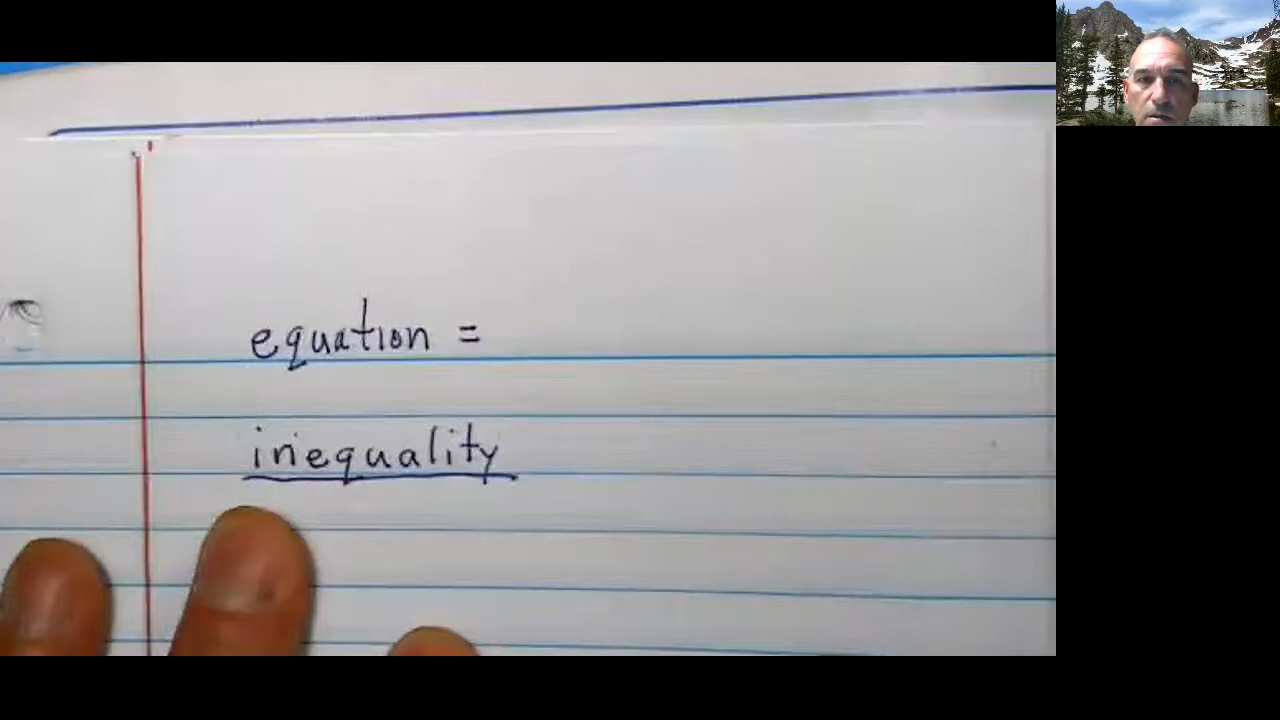 equation =
inequality